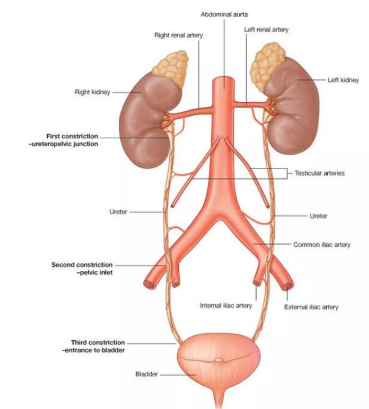 Abdominal aorta
Right renal artery
Left renal artery
Right kidney
Left kidney
First constriction
–ureteropelvic junction
Testicular arteries
Ureter
Ureter
Common iliac artery
Second constriction
–pelvic inlet
Internal iliac artery
External iliac artery
Third constriction
–entrance to bladder
Bladder